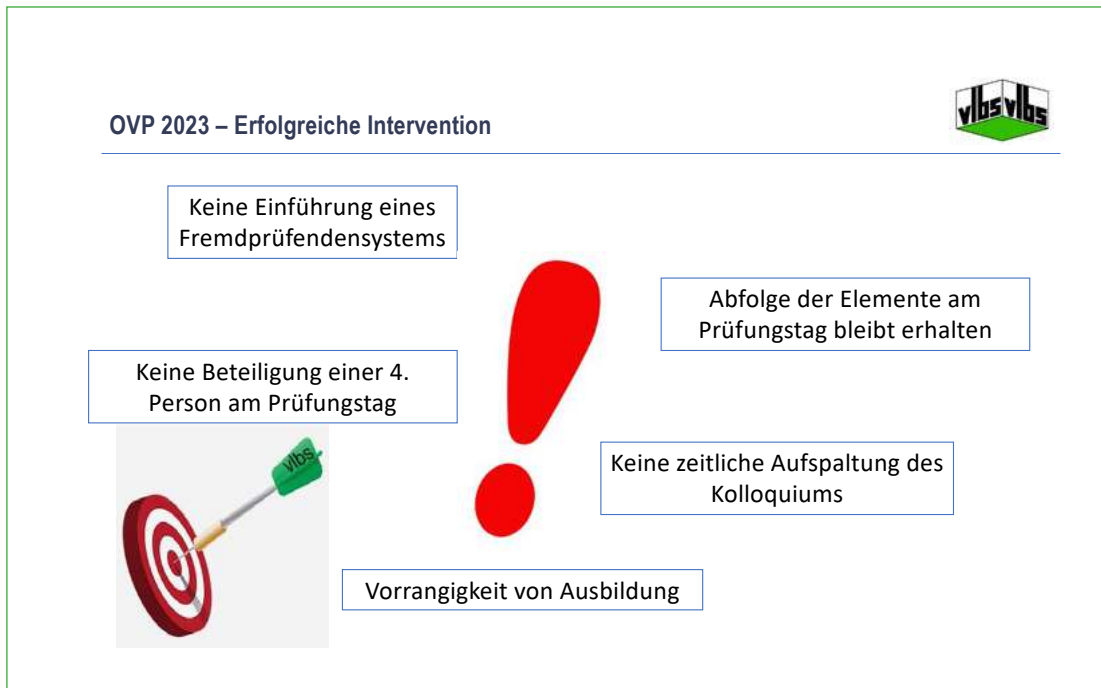 OVP 2023 – Erfolgreiche Intervention
vlbs vlbs
Keine Einführung eines
Fremdprüfendensystems
Abfolge der Elemente am
Prüfungstag bleibt erhalten
Keine Beteiligung einer 4.
Person am Prüfungstag
vlbs
Keine zeitliche Aufspaltung des
Kolloquiums
Vorrangigkeit von Ausbildung